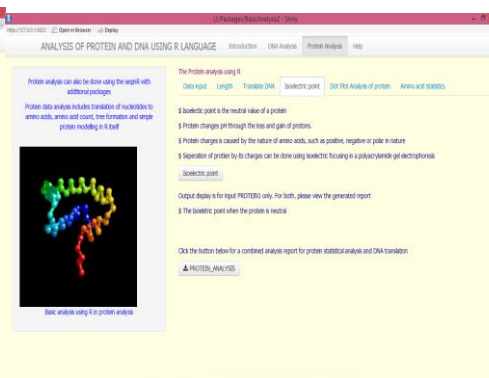 U:/Packages/BasicAnalysis2 - Shiny
Open in Browser Deploy
ANALYSIS OF PROTEIN AND DNA USING R LANGUAGE Introduction DNA Analysis Protein Analysis Help
Protein analysis can also be done using the seqinR with
additional packages
Protein data analysis includes translation of nucleotides to
amino acids, amino acid count, tree formation and simple
protein modeling in R itself
Basic analysis using R in protein analysis
The Protein analysis using R
Data Input Length Translate DNA Isoelectric point Dot Plot Analysis of protein Amino acid statistics
$ Isoelectic point is the neutral value of a protein
$ Protein changes pH through the loss and gain of protons.
$ Protein charges is caused by the nature of amino acids, such as positive, negative or polar in nature
$ Seperation of protien by its charges can be done using isoelectric focusing in a polyacrylamide gel electrophoresis
Isoelectric point
Output display is for input PROTEIN1 only. For both, please view the generated report
$ The Isoeletric point when the protein is neutral
Click the button below for a combined analysis report for protein statistical analysis and DNA translation
PROTEIN_ANALYSIS